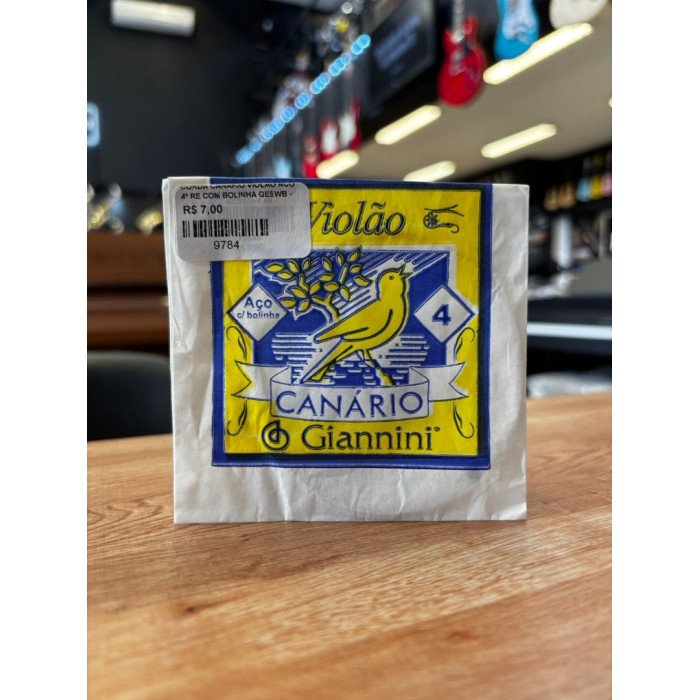 CORDA CANARIO VIOLAO ACO
4ª RE COM BOLINHA GESWB -
R$ 7,00
9784
Violão
Aço
c/ bolinha
4
CANÁRIO
Giannini®